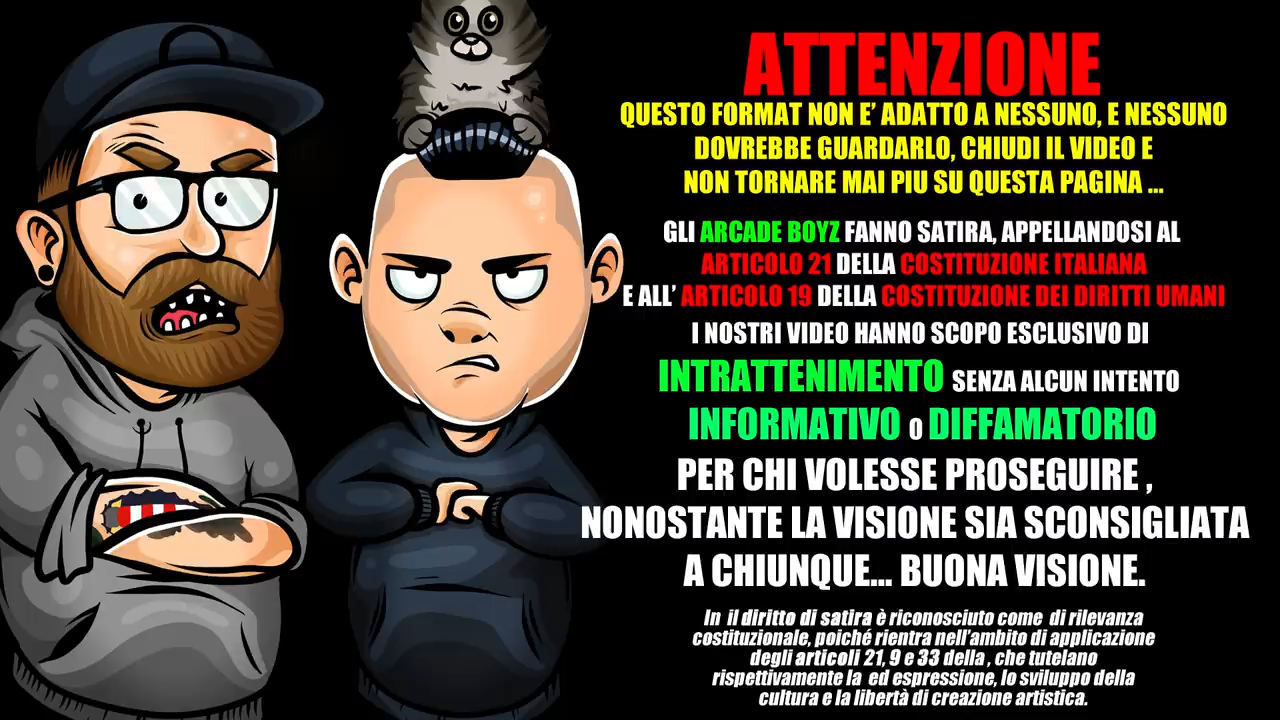 ATTENZIONE
QUESTO FORMAT NON E' ADATTO A NESSUNO, E NESSUNO
DOVREBBE GUARDARLO, CHIUDI IL VIDEO E
NON TORNARE MAI PIU SU QUESTA PAGINA ...
GLI ARCADE BOYZ FANNO SATIRA, APPELLANDOSI AL
ARTICOLO 21 DELLA COSTITUZIONE ITALIANA
E ALL' ARTICOLO 19 DELLA COSTITUZIONE DEI DIRITTI UMANI
I NOSTRI VIDEO HANNO SCOPO ESCLUSIVO DI
INTRATTENIMENTO SENZA ALCUN INTENTO
INFORMATIVO O DIFFAMATORIO
PER CHI VOLESSE PROSEGUIRE ,
NONOSTANTE LA VISIONE SIA SCONSIGLIATA
A CHIUNQUE... BUONA VISIONE.
In il diritto di satira è riconosciuto come di rilevanza
costituzionale, poiché rientra nell'ambito di applicazione
degli articoli 21, 9 e 33 della , che tutelano
rispettivamente la ed espressione, lo sviluppo della
cultura e la libertà di creazione artistica.